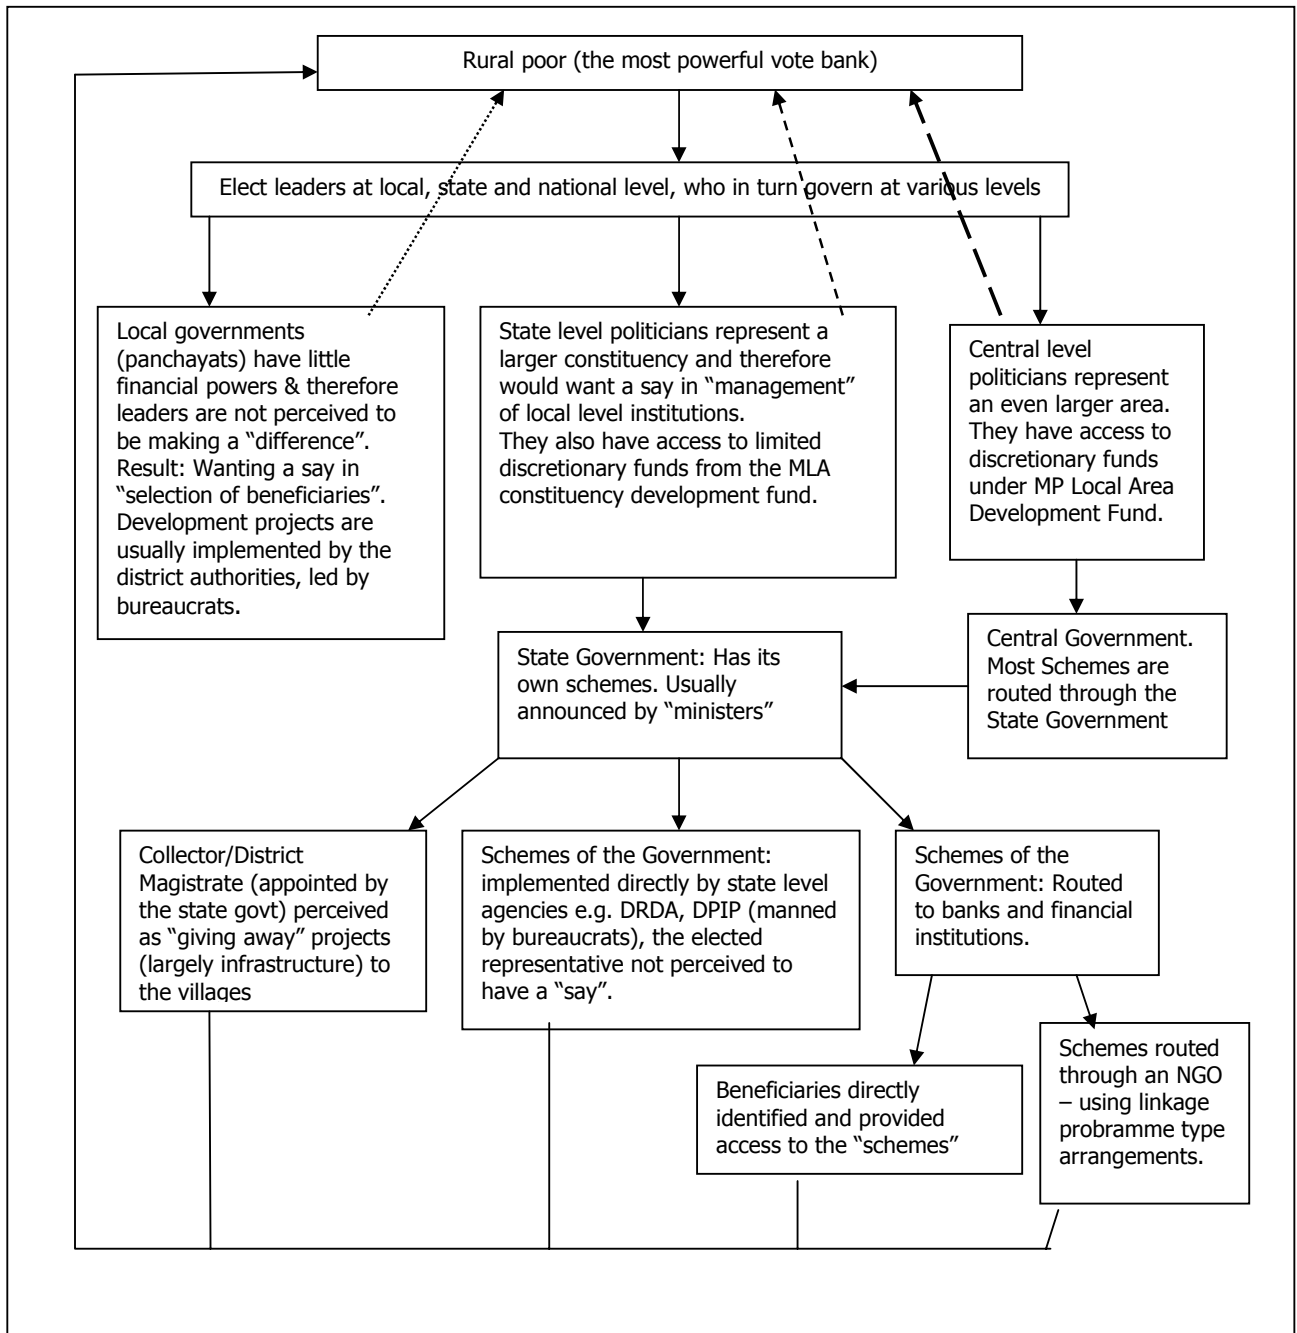 Rural poor (the most powerful vote bank)
Elect leaders at local, state and national level, who in turn govern at various levels
Local governments
(panchayats) have little
financial powers & therefore
leaders are not perceived to
be making a “difference”.
Result: Wanting a say in
“selection of beneficiaries”.
Development projects are
usually implemented by the
district authorities, led by
bureaucrats.
State level politicians represent a
larger constituency and therefore
would want a say in “management”
of local level institutions.
They also have access to limited
discretionary funds from the MLA
constituency development fund.
Central level
politicians represent
an even larger area.
They have access to
discretionary funds
under MP Local Area
Development Fund.
State Government: Has its
own schemes. Usually
announced by “ministers”
Central Government.
Most Schemes are
routed through the
State Government
Collector/District
Magistrate (appointed by
the state govt) perceived
as “giving away” projects
(largely infrastructure) to
the villages
Schemes of the Government:
implemented directly by state level
agencies e.g. DRDA, DPIP (manned
by bureaucrats), the elected
representative not perceived to
have a “say”.
Schemes of the
Government: Routed
to banks and financial
institutions.
Beneficiaries directly
identified and provided
access to the “schemes”
Schemes routed
through an NGO
– using linkage
probramme type
arrangements.